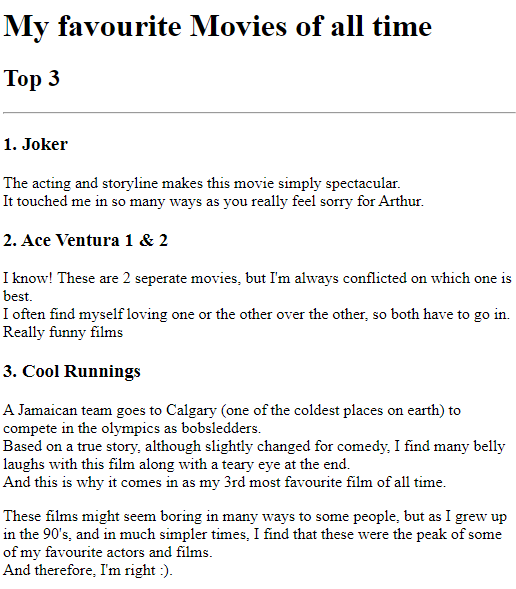 My favourite Movies of all time
Top 3
1. Joker
The acting and storyline makes this movie simply spectacular.
It touched me in so many ways as you really feel sorry for Arthur.
2. Ace Ventura 1 & 2
I know! These are 2 seperate movies, but I'm always conflicted on which one is
best.
I often find myself loving one or the other over the other, so both have to go in.
Really funny films
3. Cool Runnings
A Jamaican team goes to Calgary (one of the coldest places on earth) to
compete in the olympics as bobsledders.
Based on a true story, although slightly changed for comedy, I find many belly
laughs with this film along with a teary eye at the end.
And this is why it comes in as my 3rd most favourite film of all time.
These films might seem boring in many ways to some people, but as I grew up
in the 90's, and in much simpler times, I find that these were the peak of some
of my favourite actors and films.
And therefore, I'm right :).